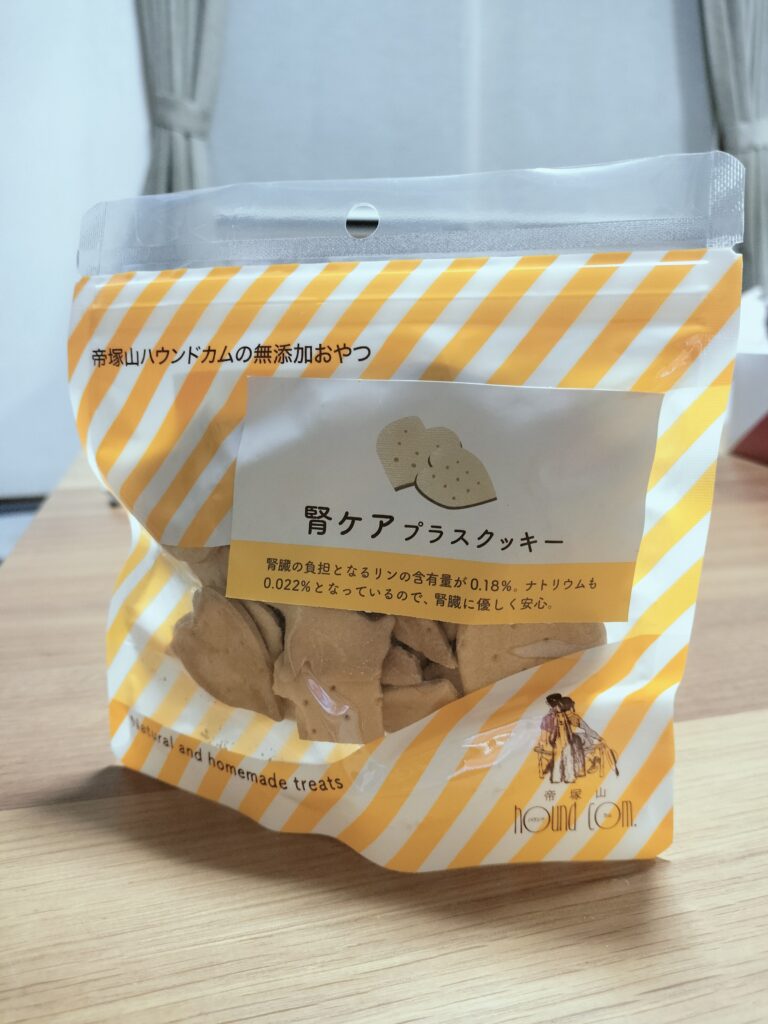 帝塚山ハウンドカムの無添加おやつ
腎ケア プラスクッキー
腎臓の負担となるリンの含有量が0.18%。ナトリウムも
0.022%となっているので、腎臓に優しく安心。
natural and homemade treats
帝塚山
hound com.